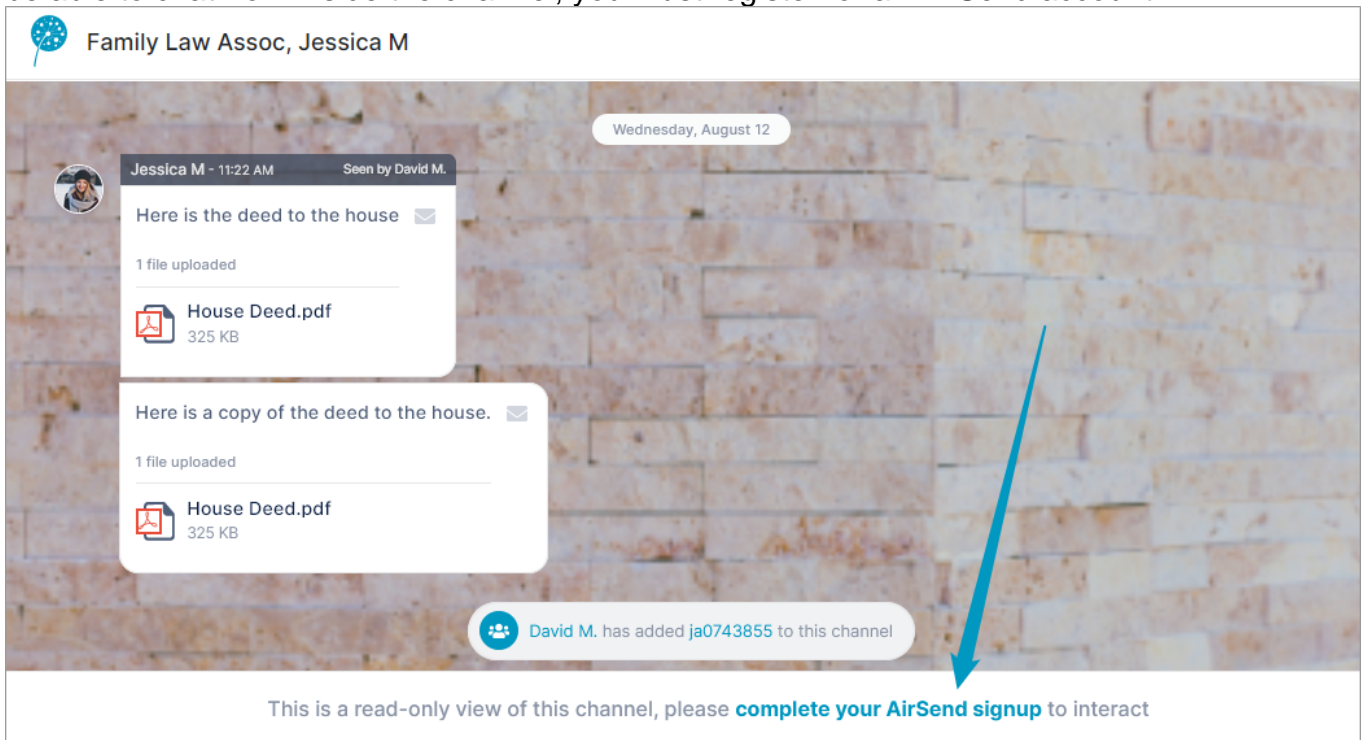 Family Law Assoc, Jessica M
Wednesday, August 12
Jessica M - 11:22 AM Seen by David M.
Here is the deed to the house
1 file uploaded
House Deed.pdf
325 KB
Here is a copy of the deed to the house.
1 file uploaded
House Deed.pdf
325 KB
David M. has added ja0743855 to this channel
This is a read-only view of this channel, please complete your AirSend signup to interact